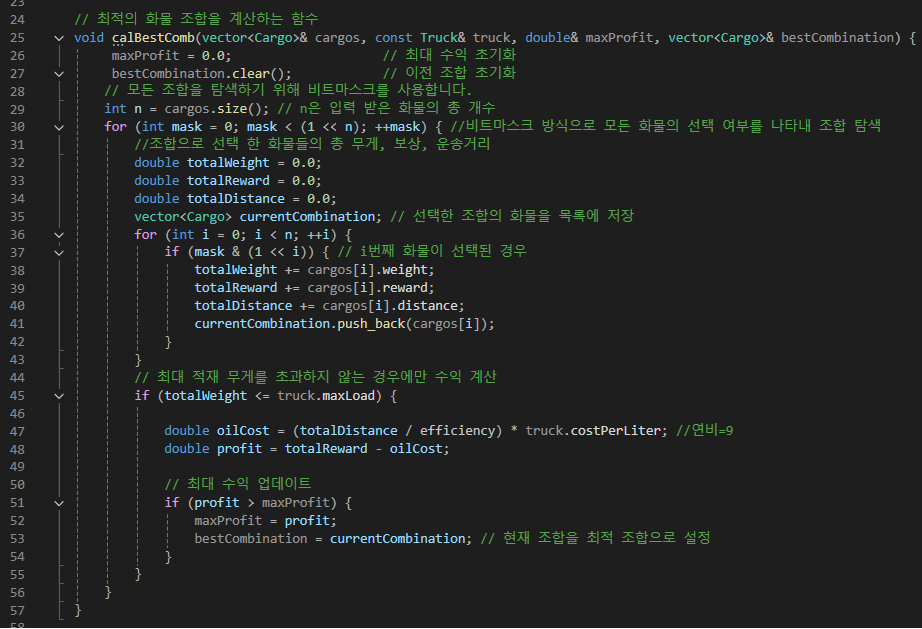 23
24 // 최적의 화물 조합을 계산하는 함수
25 void calBestComb(vector<Cargo>& cargos, const Truck& truck, double& maxProfit, vector<Cargo>& bestCombination) {
26 maxProfit = 0.0; // 최대 수익 초기화
27 bestCombination.clear(); // 이전 조합 초기화
28 // 모든 조합을 탐색하기 위해 비트마스크를 사용합니다.
29 int n = cargos.size(); // n은 입력 받은 화물의 총 개수
30 for (int mask = 0; mask < (1 << n); ++mask) { //비트마스크 방식으로 모든 화물의 선택 여부를 나타내 조합 탐색
31 //조합으로 선택 한 화물들의 총 무게, 보상, 운송거리
32 double totalWeight = 0.0;
33 double totalReward = 0.0;
34 double totalDistance = 0.0;
35 vector<Cargo> currentCombination; // 선택한 조합의 화물을 목록에 저장
36 for (int i = 0; i < n; ++i) {
37 if (mask & (1 << i)) { // i번째 화물이 선택된 경우
38 totalWeight += cargos[i].weight;
39 totalReward += cargos[i].reward;
40 totalDistance += cargos[i].distance;
41 currentCombination.push_back(cargos[i]);
42 }
43 }
44 // 최대 적재 무게를 초과하지 않는 경우에만 수익 계산
45 if (totalWeight <= truck.maxLoad) {
46
47 double oilCost = (totalDistance / efficiency) * truck.costPerLiter; //연비=9
48 double profit = totalReward - oilCost;
49
50 // 최대 수익 업데이트
51 if (profit > maxProfit) {
52 maxProfit = profit;
53 bestCombination = currentCombination; // 현재 조합을 최적 조합으로 설정
54 }
55 }
56 }
57 }
58